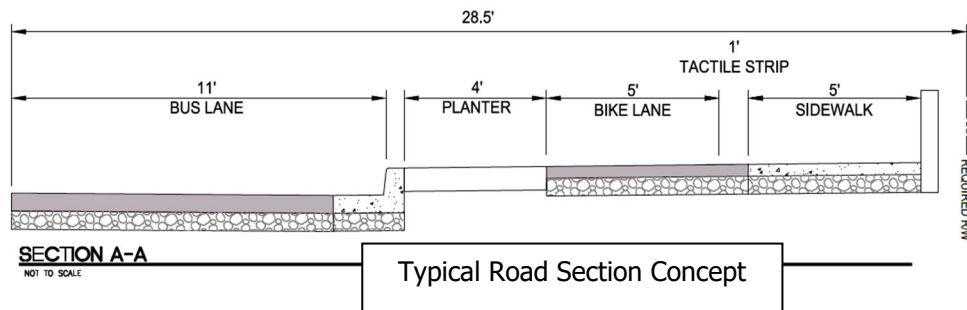 28.5'
1'
TACTILE STRIP
11'
BUS LANE
4'
PLANTER
5'
BIKE LANE
5'
SIDEWALK
REQUIRED R/W
SECTION A-A
NOT TO SCALE
Typical Road Section Concept